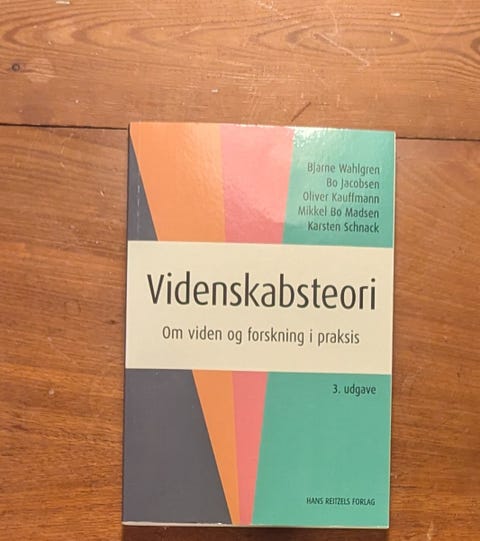 Bjarne Wahlgren
Bo Jacobsen
Oliver Kauffmann
Mikkel Bo Madsen
Karsten Schnack
Videnskabsteori
Om viden og forskning i praksis
3. udgave
HANS REITZELS FORLAG